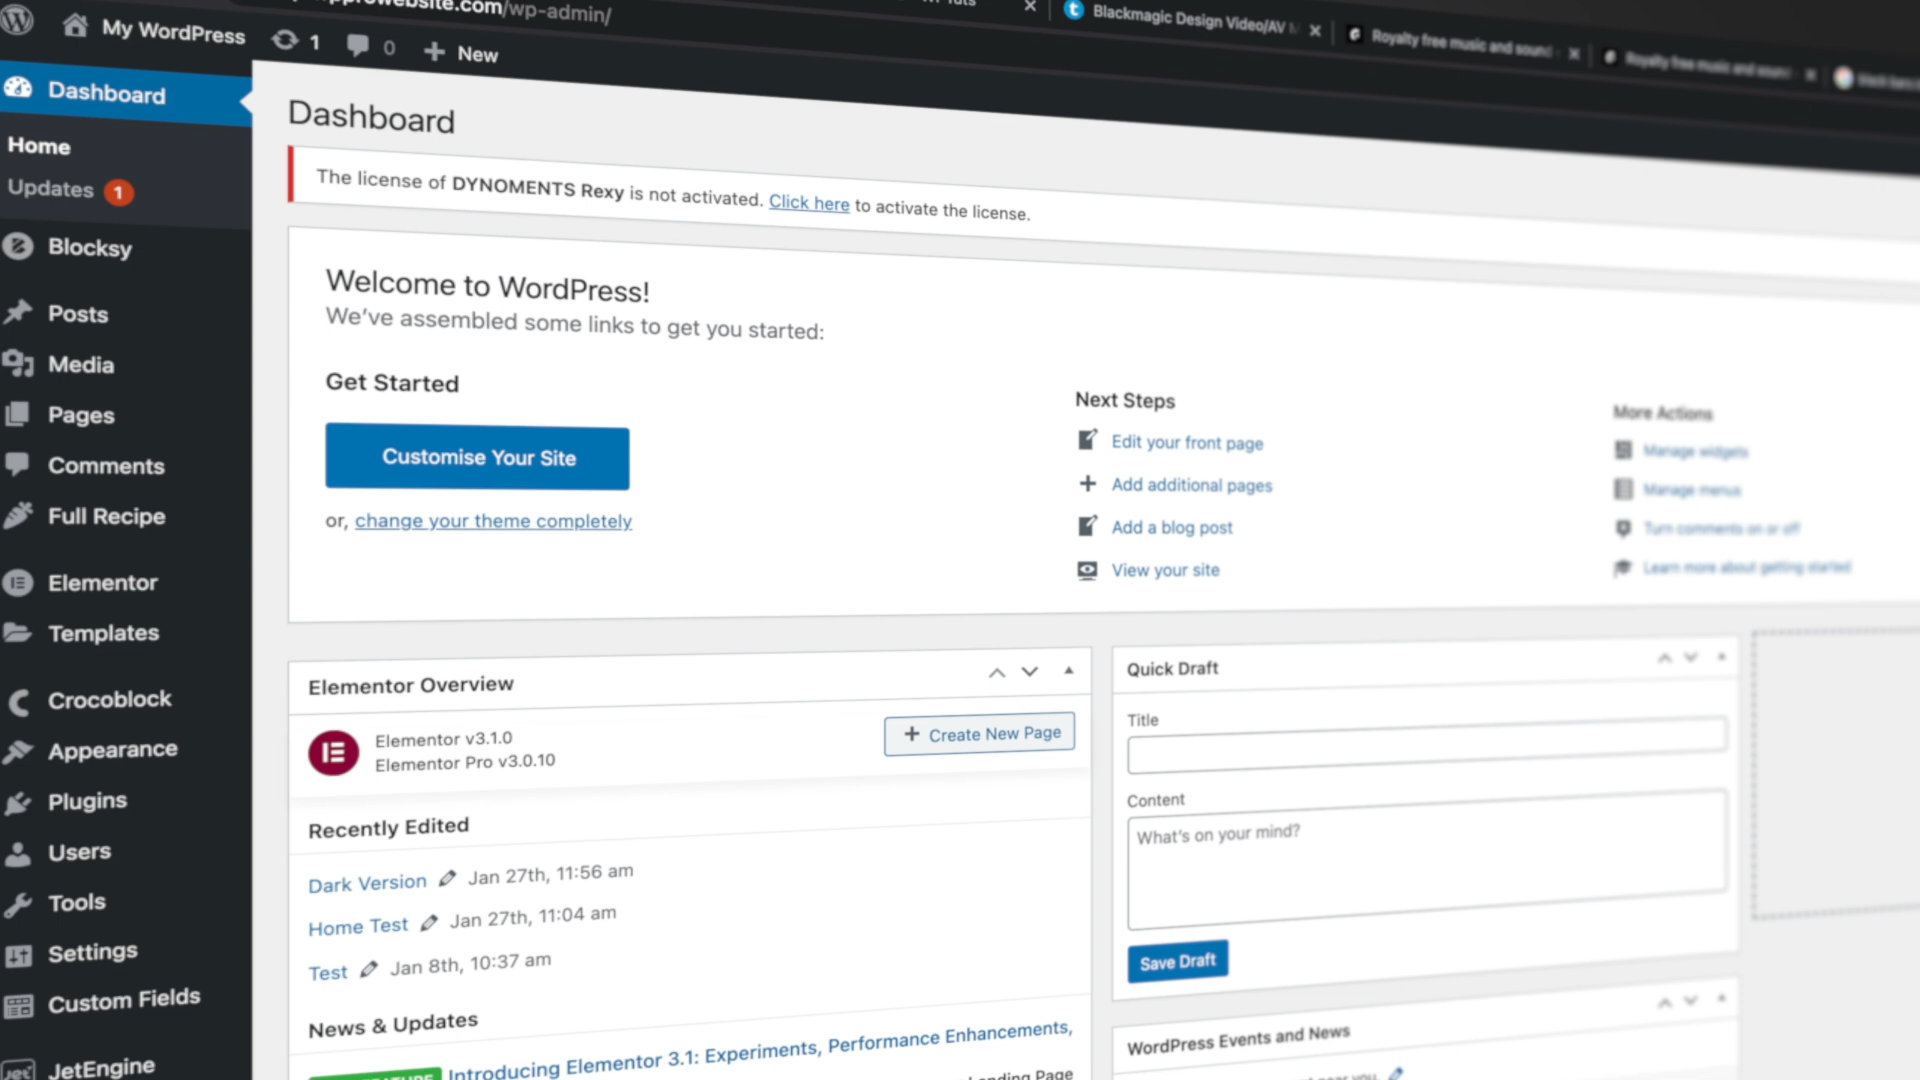 /wp-admin/
Blackmagic Design Video/AV
Royalty free music and sound
Royalty free music and sound
My WordPress
1
0
New
Dashboard
Home
Updates 1
Blocksy
Posts
Media
Pages
Comments
Full Recipe
Elementor
Templates
Crocoblock
Appearance
Plugins
Users
Tools
Settings
Custom Fields
JetEngine
Dashboard
The license of DYNOMENTS Rexy is not activated. Click here to activate the license.
Welcome to WordPress!
We've assembled some links to get you started:
Get Started
Customise Your Site
or, change your theme completely
Next Steps
Edit your front page
Add additional pages
Add a blog post
View your site
More Actions
Manage widgets
Manage menus
Turn comments on or off
Learn more about getting started
Elementor Overview
Elementor v3.1.0
Elementor Pro v3.0.10
Create New Page
Recently Edited
Dark Version Jan 27th, 11:56 am
Home Test Jan 27th, 11:04 am
Test Jan 8th, 10:37 am
News & Updates
Introducing Elementor 3.1: Experiments, Performance Enhancements,
Landing Page
Quick Draft
Title
Content
What's on your mind?
Save Draft
WordPress Events and News